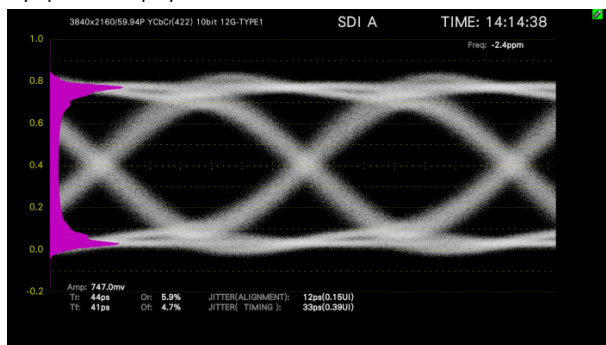 3840x2160/59.94P YCbCr(422) 10bit 12G-TYPE1 SDI A TIME: 14:14:38
Freq: -2.4ppm
1.0
0.8
0.6
0.4
0.2
0.0
-0.2
Amp: 747.0mv
Tr: 44ps Or: 5.9% JITTER(ALIGNMENT): 12ps(0.15UI)
Tf: 41ps Of: 4.7% JITTER( TIMING ): 33ps(0.39UI)